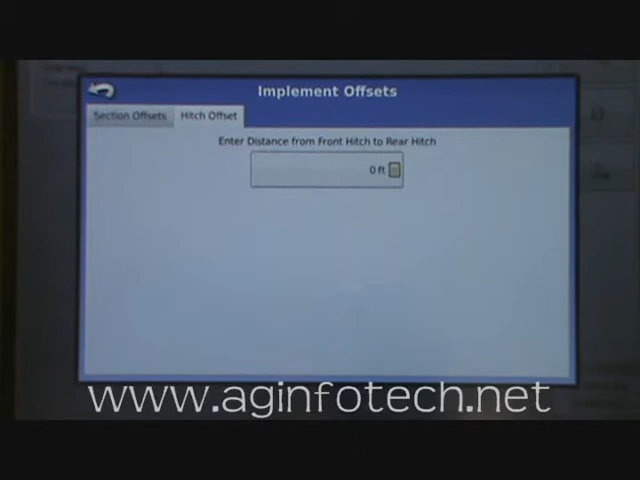 Implement Offsets
Section Offsets Hitch Offset
Enter Distance from Front Hitch to Rear Hitch
0 ft
www.aginfotech.net